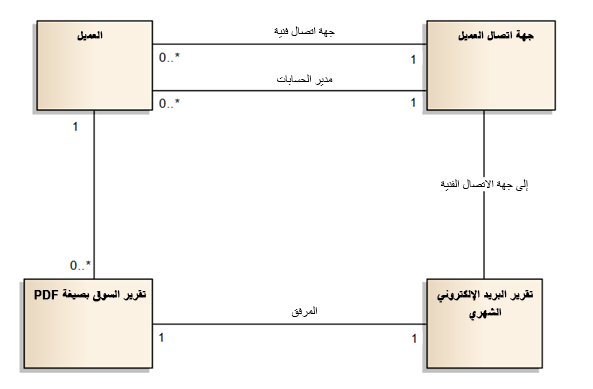 العميل
جهة اتصال فنية
جهة اتصال العميل
0..*
1
مدير الحسابات
0..*
1
1
إلى جهة الاتصال الفنية
0..*
تقرير السوق بصيغة PDF
المرفق
تقرير البريد الإلكتروني
الشهري
1
1